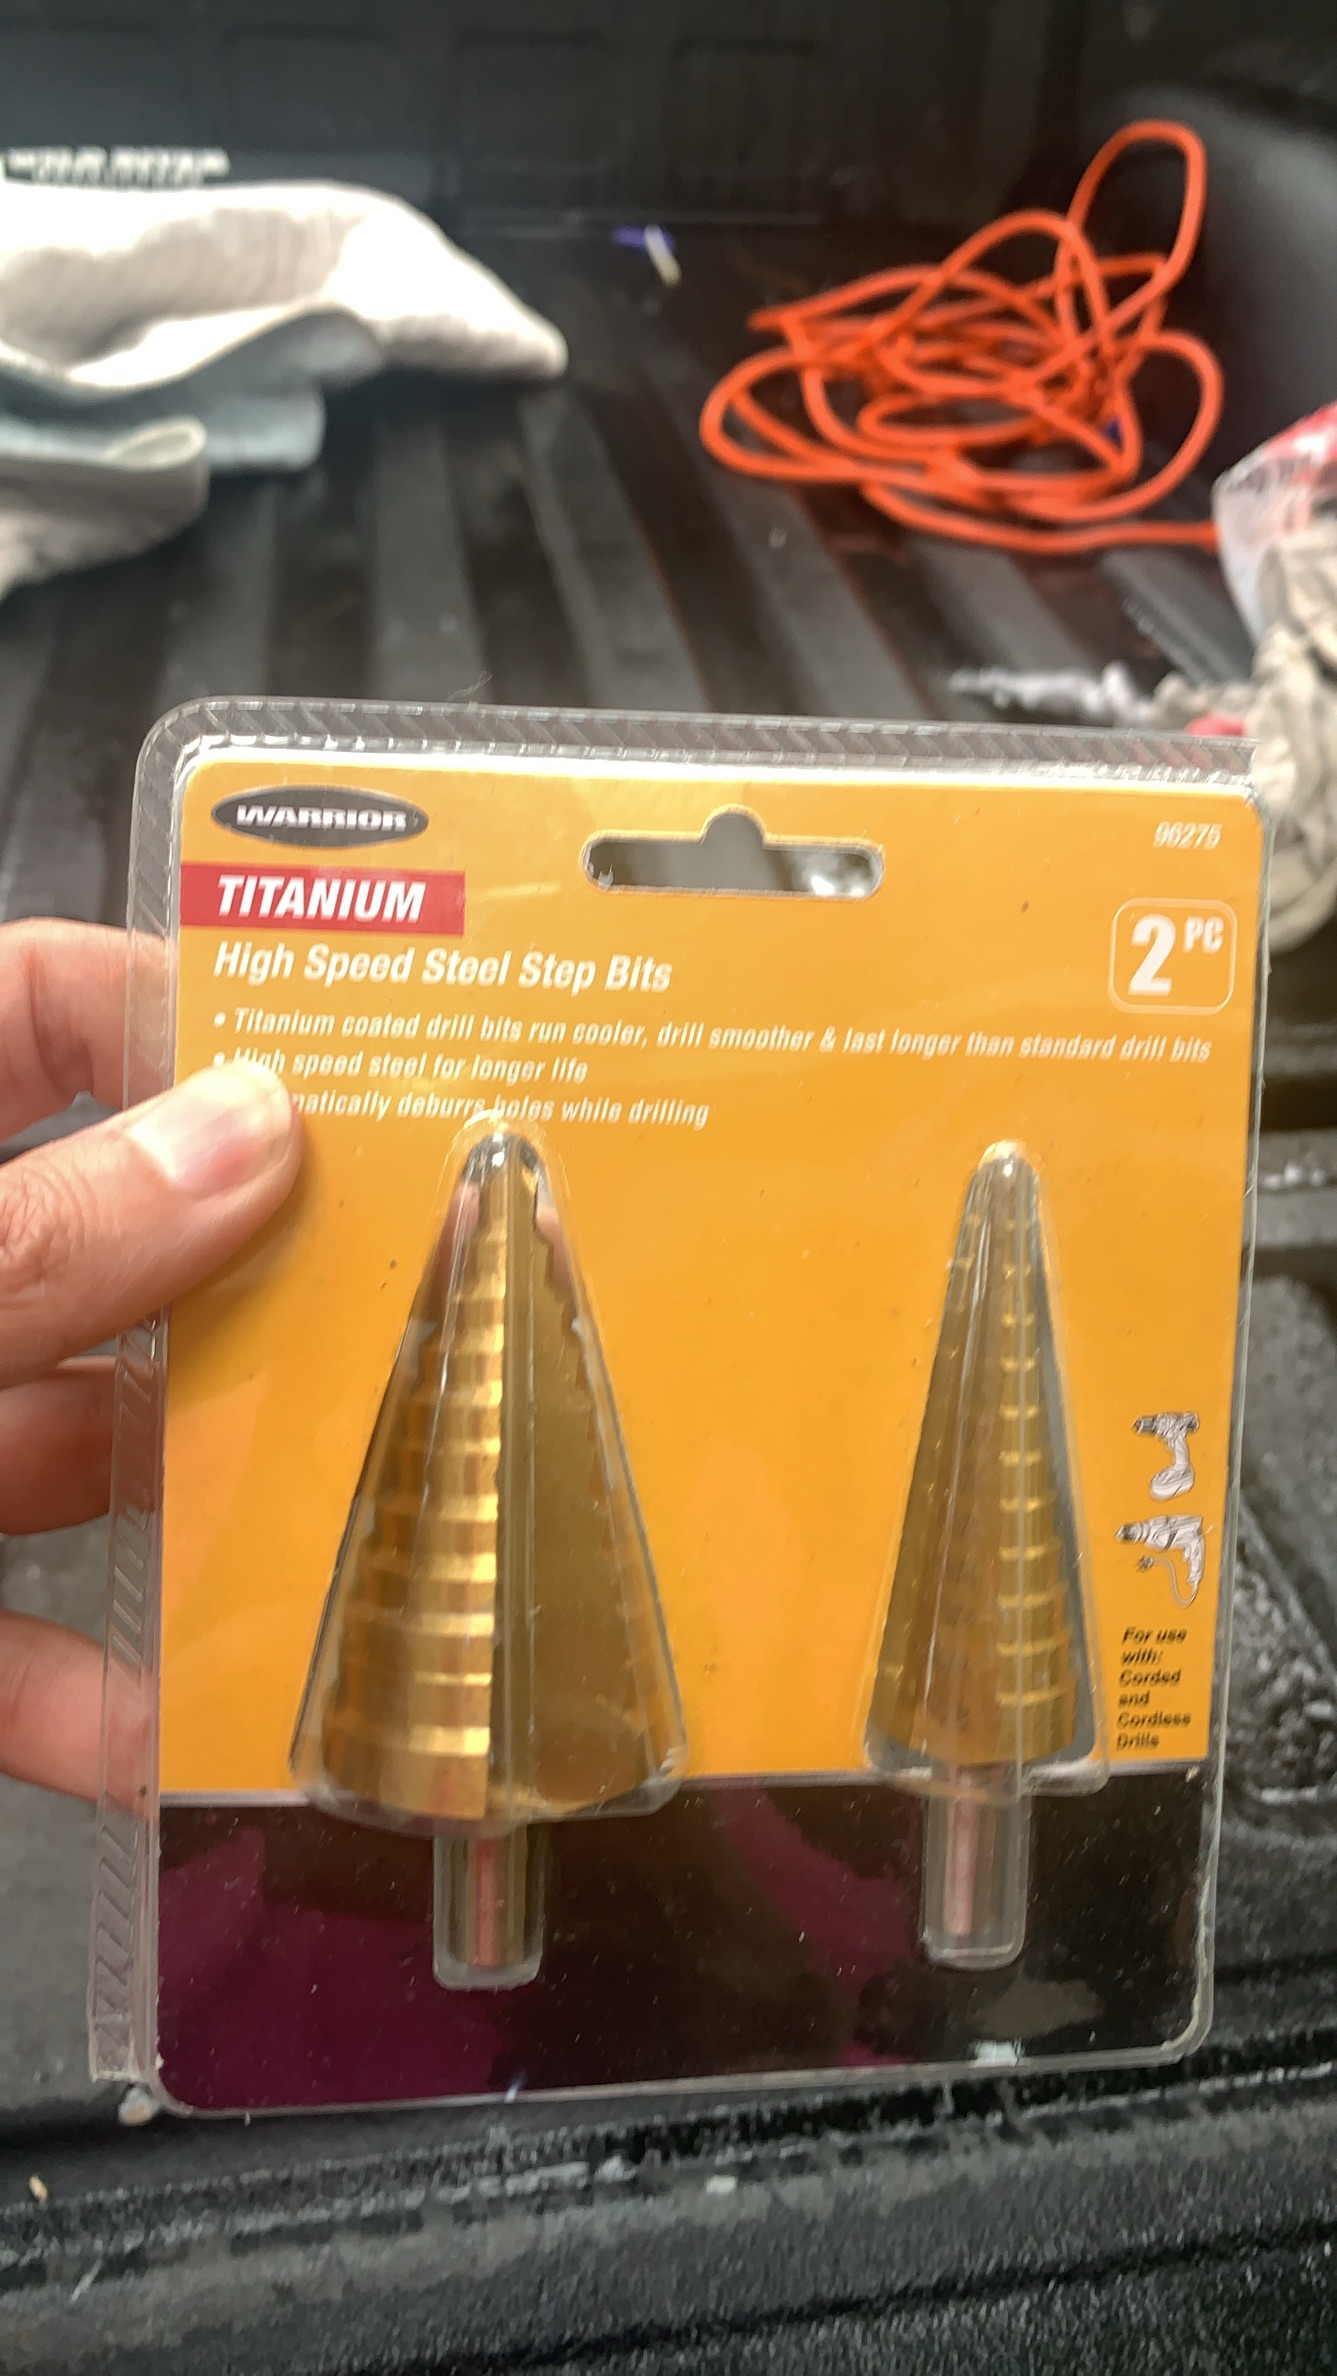 WARRIOR
96275
TITANIUM
2 PC
High Speed Steel Step Bits
• Titanium coated drill bits run cooler, drill smoother & last longer than standard drill bits
• High speed steel for longer life
matically deburrs holes while drilling
For use
with:
Corded
and
Cordless
Drills